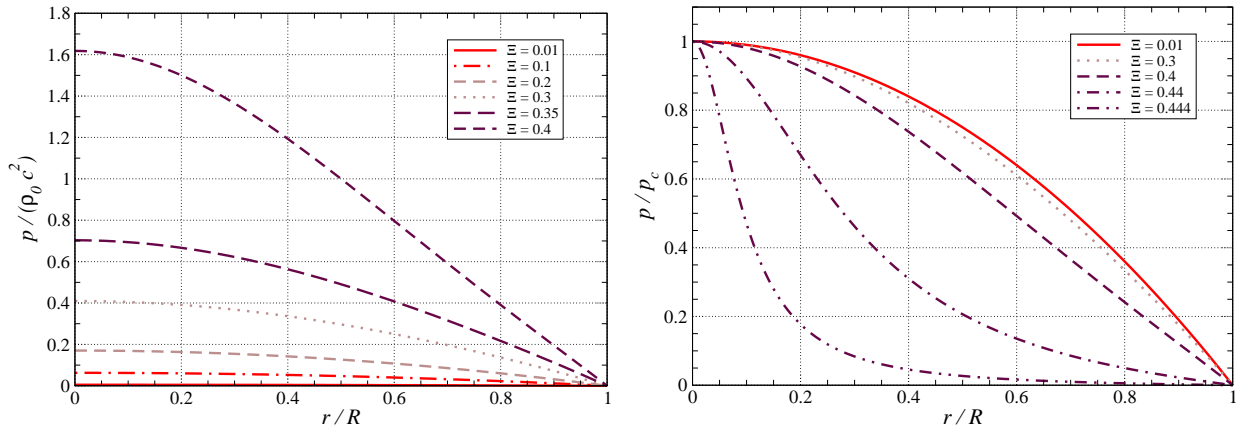 1.8
1.6
1.4
1.2
1
0.8
0.6
0.4
0.2
0
0 0.2 0.4 0.6 0.8 1
r / R
p / (ρ₀ c²)
Ξ = 0.01
Ξ = 0.1
Ξ = 0.2
Ξ = 0.3
Ξ = 0.35
Ξ = 0.4
1
0.8
0.6
0.4
0.2
0
0 0.2 0.4 0.6 0.8 1
r / R
p / p_c
Ξ = 0.01
Ξ = 0.3
Ξ = 0.4
Ξ = 0.44
Ξ = 0.444